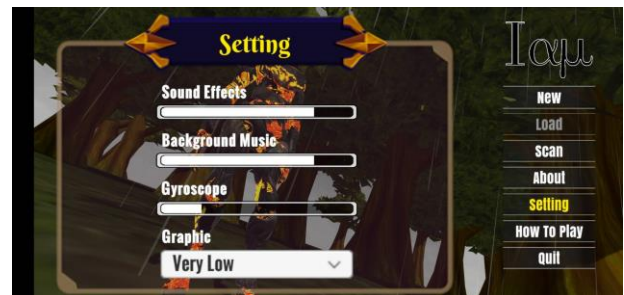 Setting
Sound Effects
Background Music
Gyroscope
Graphic
Very Low
Iαμ
New
Load
Scan
About
Setting
How To Play
Quit